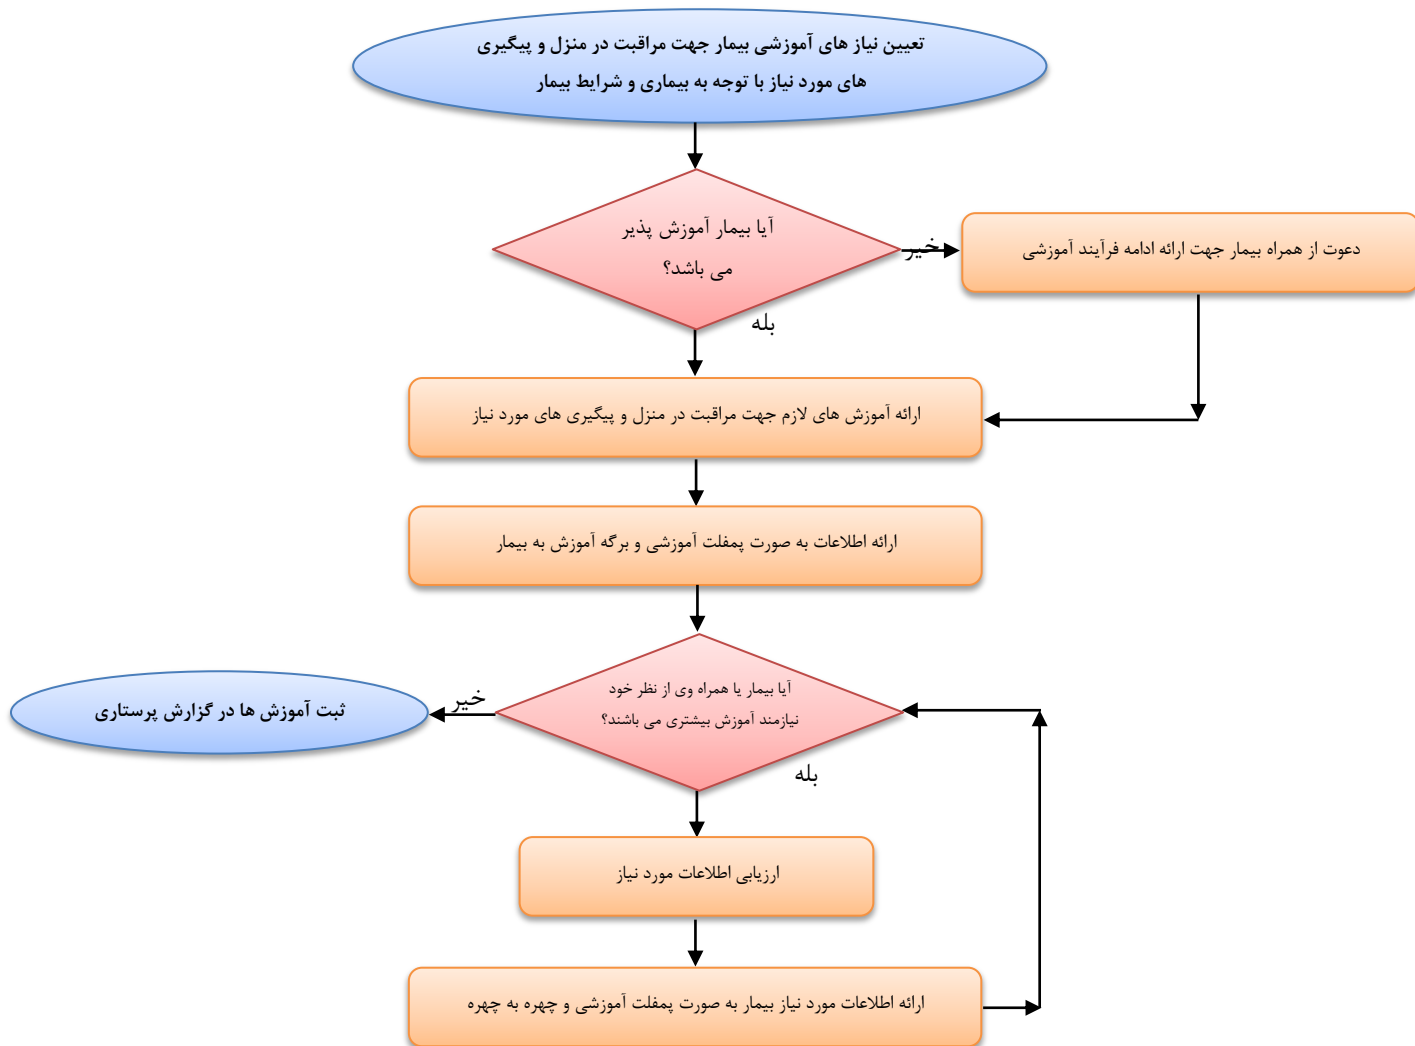 تعیین نیاز های آموزشی بیمار جهت مراقبت در منزل و پیگیری
های مورد نیاز با توجه به بیماری و شرایط بیمار
آیا بیمار آموزش پذیر
می باشد؟
خیر
دعوت از همراه بیمار جهت ارائه ادامه فرآیند آموزشی
بله
ارائه آموزش های لازم جهت مراقبت در منزل و پیگیری های مورد نیاز
ارائه اطلاعات به صورت پمفلت آموزشی و برگه آموزش به بیمار
آیا بیمار یا همراه وی از نظر خود
نیازمند آموزش بیشتری می باشند؟
خیر
ثبت آموزش ها در گزارش پرستاری
بله
ارزیابی اطلاعات مورد نیاز
ارائه اطلاعات مورد نیاز بیمار به صورت پمفلت آموزشی و چهره به چهره